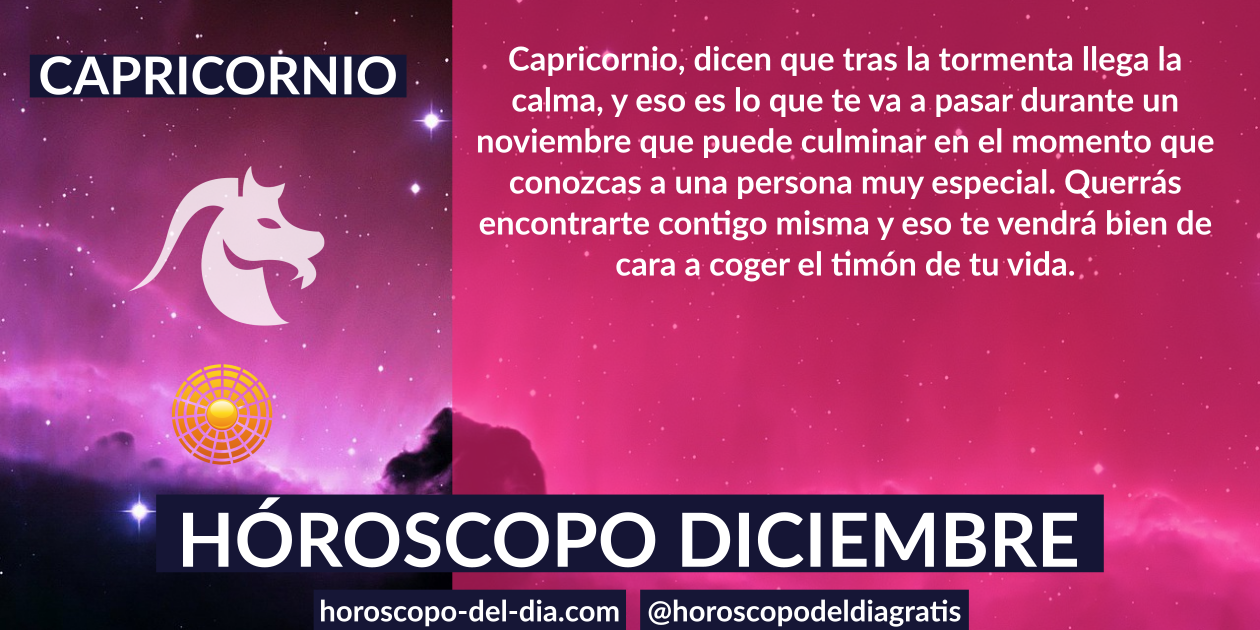 CAPRICORNIO
Capricornio, dicen que tras la tormenta llega la
calma, y eso es lo que te va a pasar durante un
noviembre que puede culminar en el momento que
conozcas a una persona muy especial. Querrás
encontrarte contigo misma y eso te vendrá bien de
cara a coger el timón de tu vida.
HÓROSCOPO DICIEMBRE
horoscopo-del-dia.com
@horoscopodeldiagratis